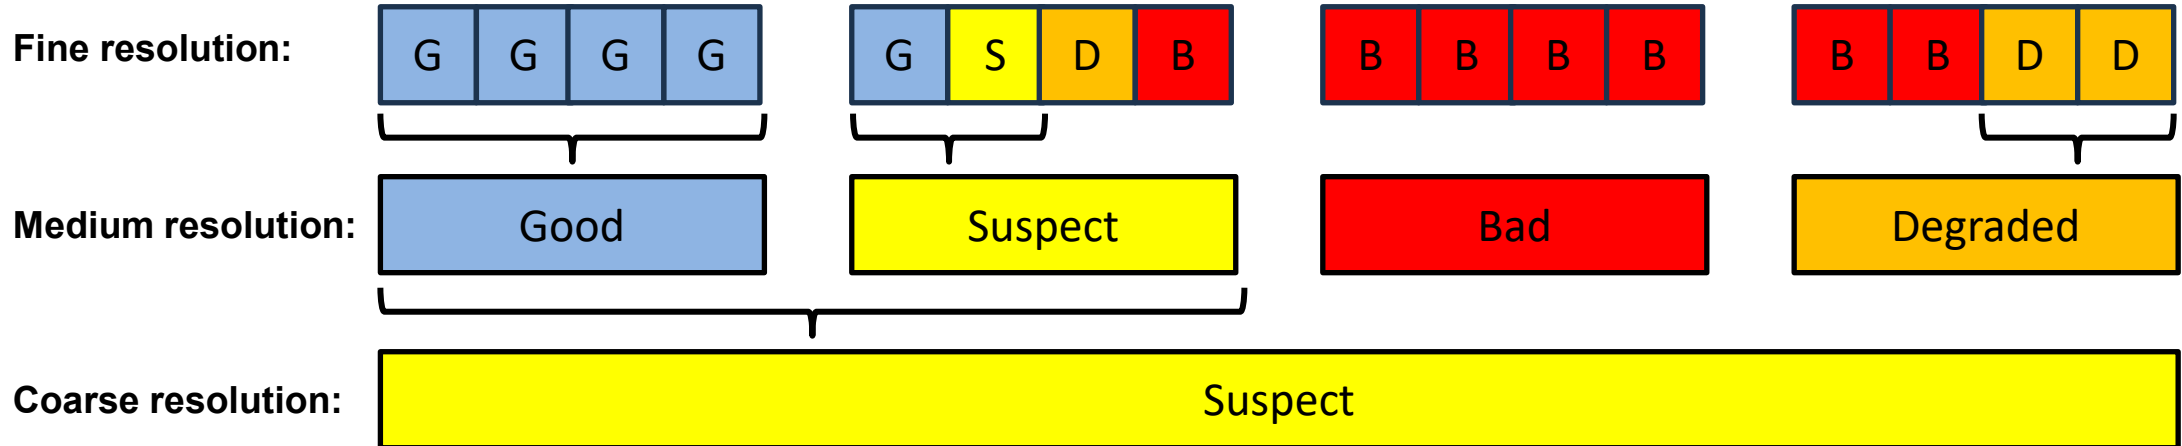 Fine resolution: G G G G G S D B B B B B B B D D
Medium resolution: Good Suspect Bad Degraded
Coarse resolution: Suspect